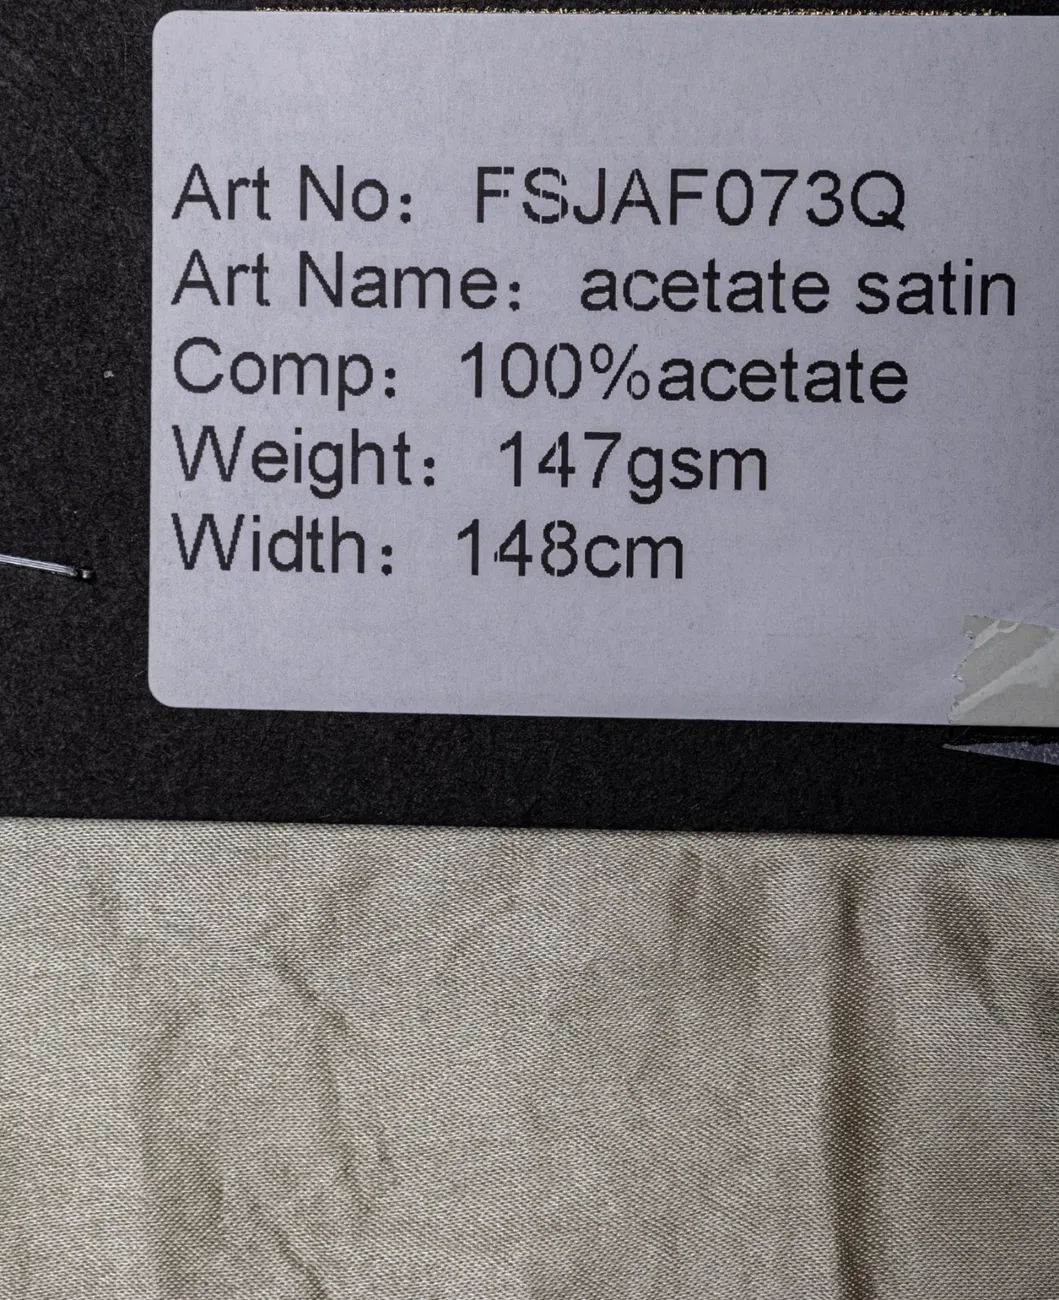 Art No： FSJAF073Q
Art Name： acetate satin
Comp： 100%acetate
Weight： 147gsm
Width： 148cm